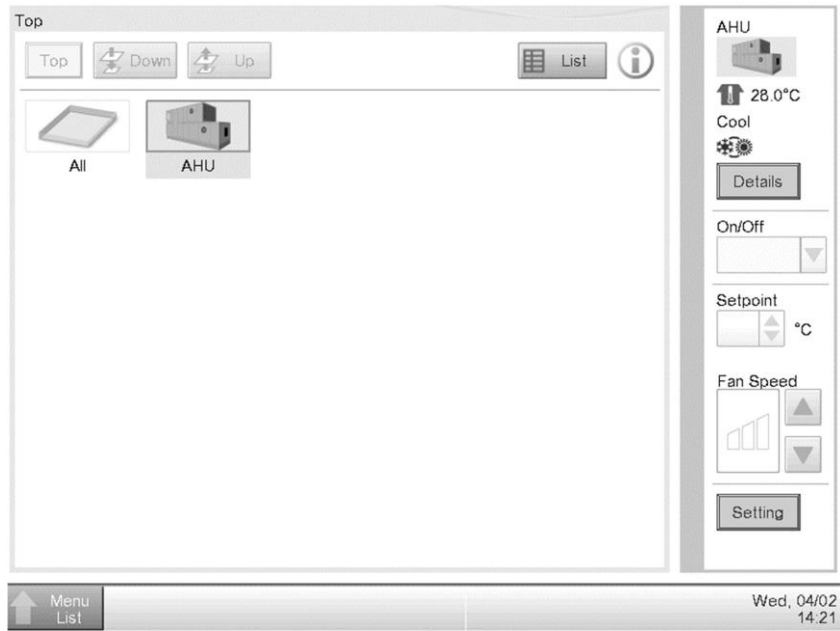 Top
Top
Down
Up
List
All
AHU
AHU
28.0°C
Cool
Details
On/Off
Setpoint
°C
Fan Speed
Setting
Menu
List
Wed, 04/02
14:21